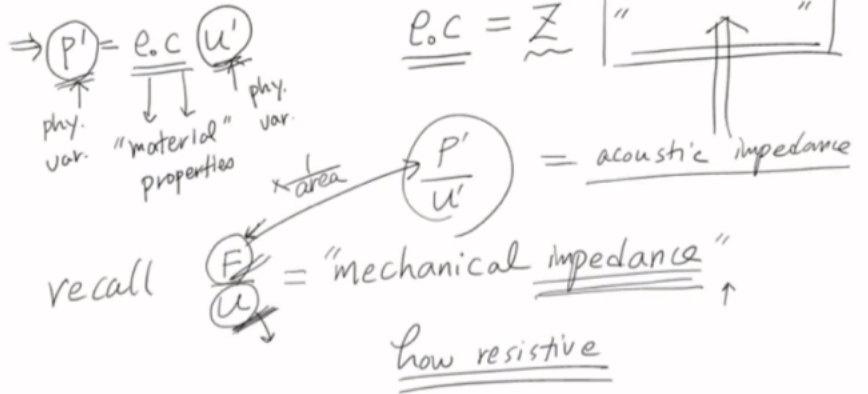 ⇒ p' = ρ₀c u'
ρ₀c = Z " "
phy. var.
"material" properties
phy. var.
× 1/area
p'/u' = acoustic impedance
recall F/u = "mechanical impedance"
how resistive